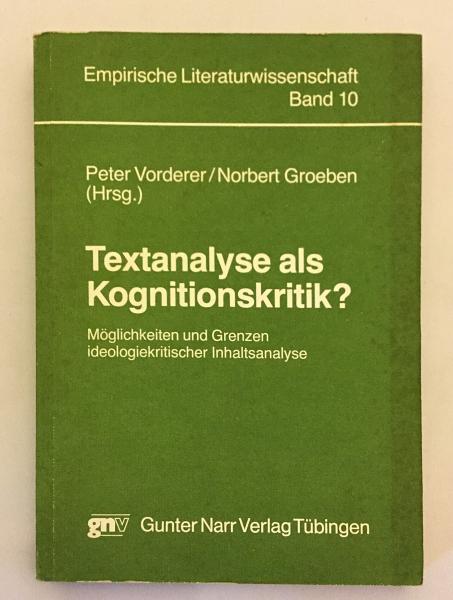 Empirische Literaturwissenschaft
Band 10
Peter Vorderer/Norbert Groeben
(Hrsg.)
Textanalyse als
Kognitionskritik?
Möglichkeiten und Grenzen
ideologiekritischer Inhaltsanalyse
gnv Gunter Narr Verlag Tübingen